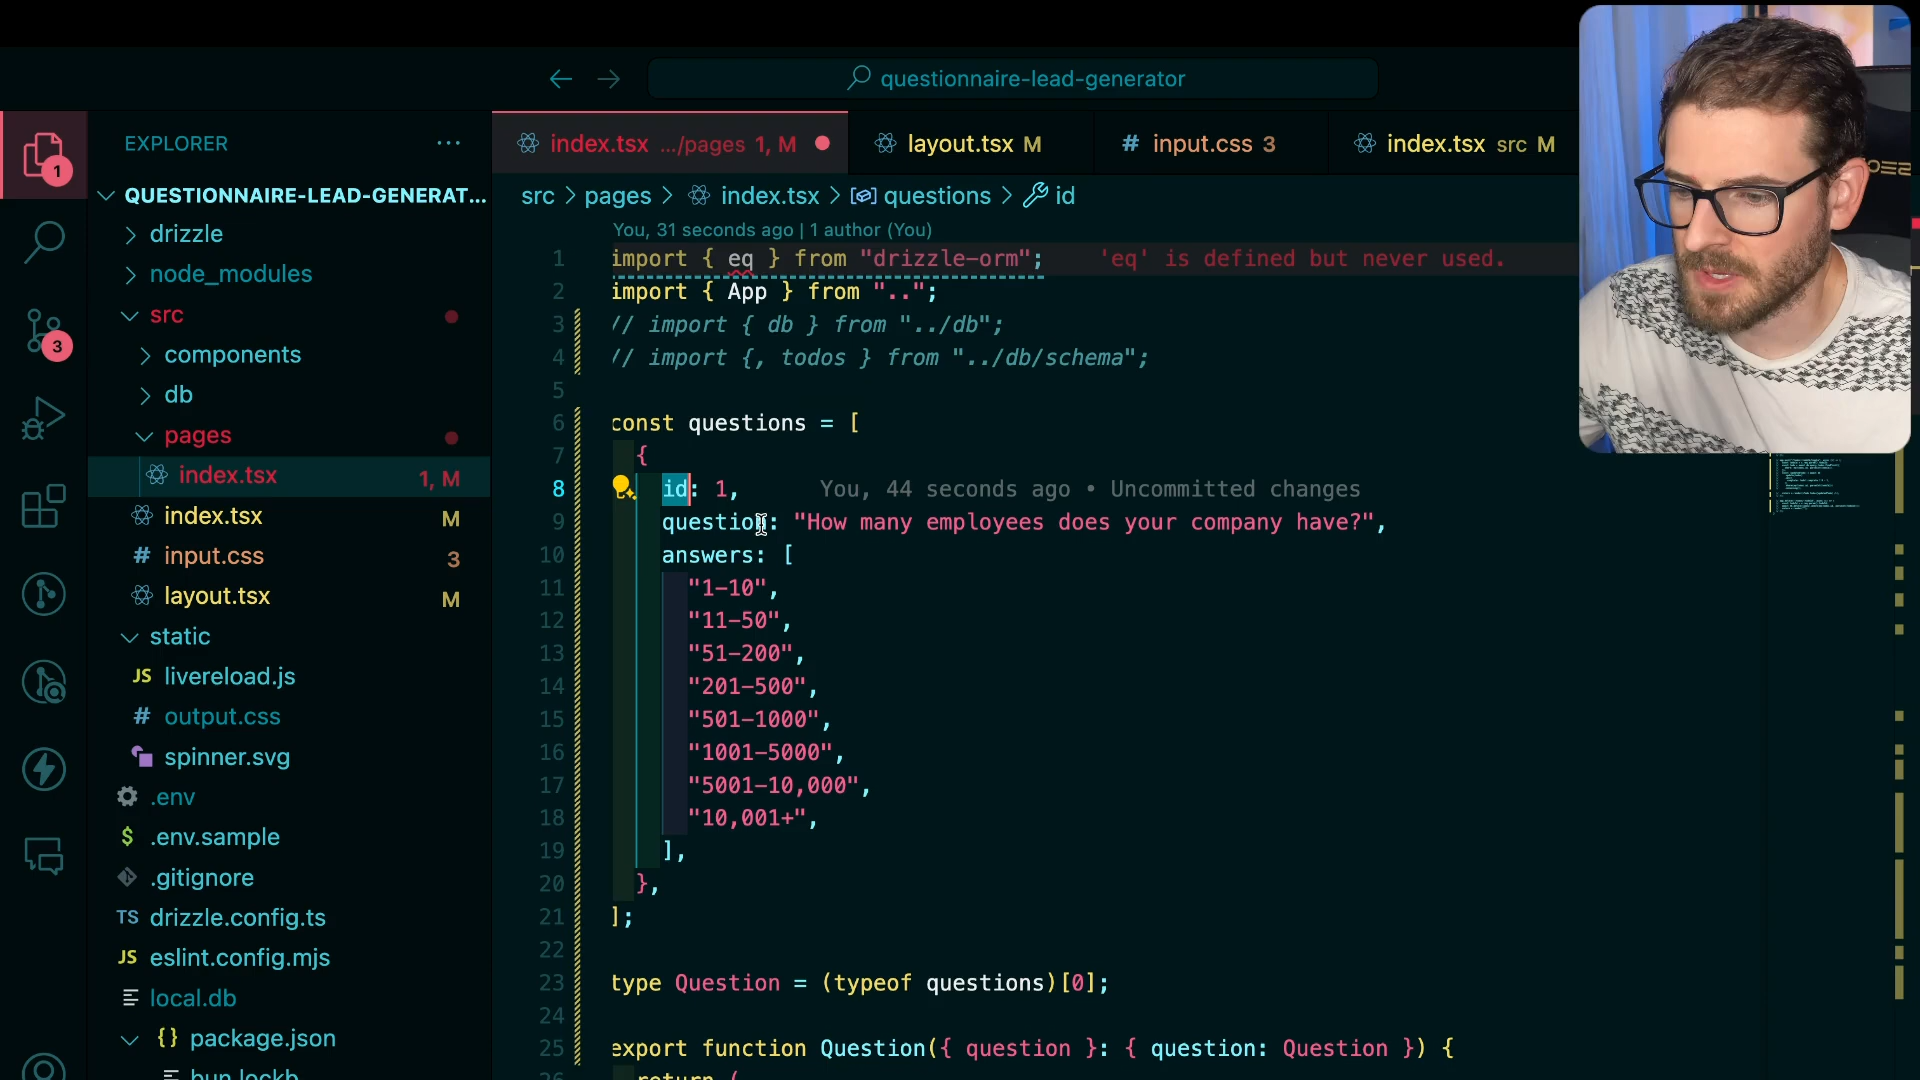 questionnaire-lead-generator
EXPLORER
index.tsx .../pages 1, M
layout.tsx M
# input.css 3
index.tsx src M
1
QUESTIONNAIRE-LEAD-GENERAT...
src > pages > index.tsx > questions > id
drizzle
node_modules
src
components
db
pages
index.tsx 1, M
index.tsx M
# input.css 3
layout.tsx M
static
JS livereload.js
# output.css
spinner.svg
.env
$ .env.sample
.gitignore
TS drizzle.config.ts
JS eslint.config.mjs
local.db
{} package.json
bun.lockb
3
You, 31 seconds ago | 1 author (You)
1 import { eq } from "drizzle-orm"; 'eq' is defined but never used.
2 import { App } from "..";
3 // import { db } from "../db";
4 // import {, todos } from "../db/schema";
5
6 const questions = [
7 {
8 id: 1, You, 44 seconds ago • Uncommitted changes
9 question: "How many employees does your company have?",
10 answers: [
11 "1-10",
12 "11-50",
13 "51-200",
14 "201-500",
15 "501-1000",
16 "1001-5000",
17 "5001-10,000",
18 "10,001+",
19 ],
20 },
21 ];
22
23 type Question = (typeof questions)[0];
24
25 export function Question({ question }: { question: Question }) {
26 return (